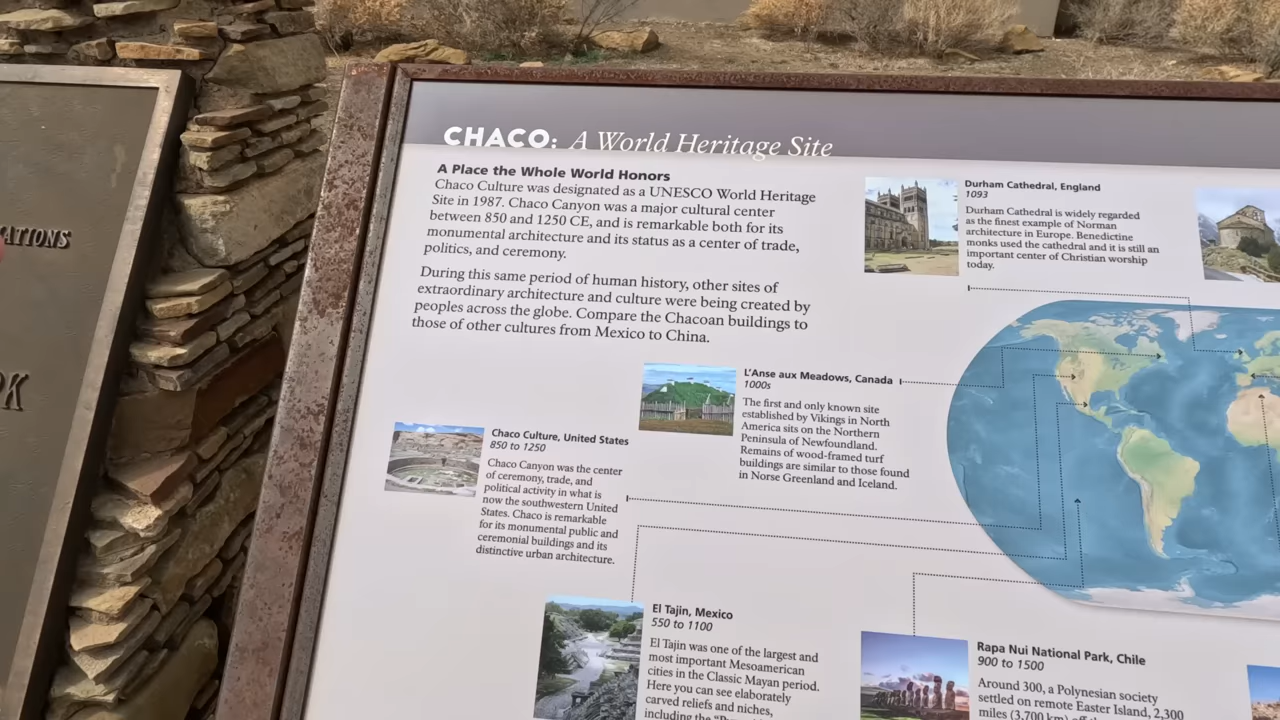 CATIONS
OK
CHACO: A World Heritage Site
A Place the Whole World Honors
Chaco Culture was designated as a UNESCO World Heritage
Site in 1987. Chaco Canyon was a major cultural center
between 850 and 1250 CE, and is remarkable both for its
monumental architecture and its status as a center of trade,
politics, and ceremony.
During this same period of human history, other sites of
extraordinary architecture and culture were being created by
peoples across the globe. Compare the Chacoan buildings to
those of other cultures from Mexico to China.
Durham Cathedral, England
1093
Durham Cathedral is widely regarded
as the finest example of Norman
architecture in Europe. Benedictine
monks used the cathedral and it is still an
important center of Christian worship
today.
L'Anse aux Meadows, Canada
1000s
The first and only known site
established by Vikings in North
America sits on the Northern
Peninsula of Newfoundland.
Remains of wood-framed turf
buildings are similar to those found
in Norse Greenland and Iceland.
Chaco Culture, United States
850 to 1250
Chaco Canyon was the center
of ceremony, trade, and
political activity in what is
now the southwestern United
States. Chaco is remarkable
for its monumental public and
ceremonial buildings and its
distinctive urban architecture.
El Tajin, Mexico
550 to 1100
El Tajin was one of the largest and
most important Mesoamerican
cities in the Classic Mayan period.
Here you can see elaborately
carved reliefs and niches,
including the
Rapa Nui National Park, Chile
900 to 1500
Around 300, a Polynesian society
settled on remote Easter Island, 2,300
miles (3,700 km)